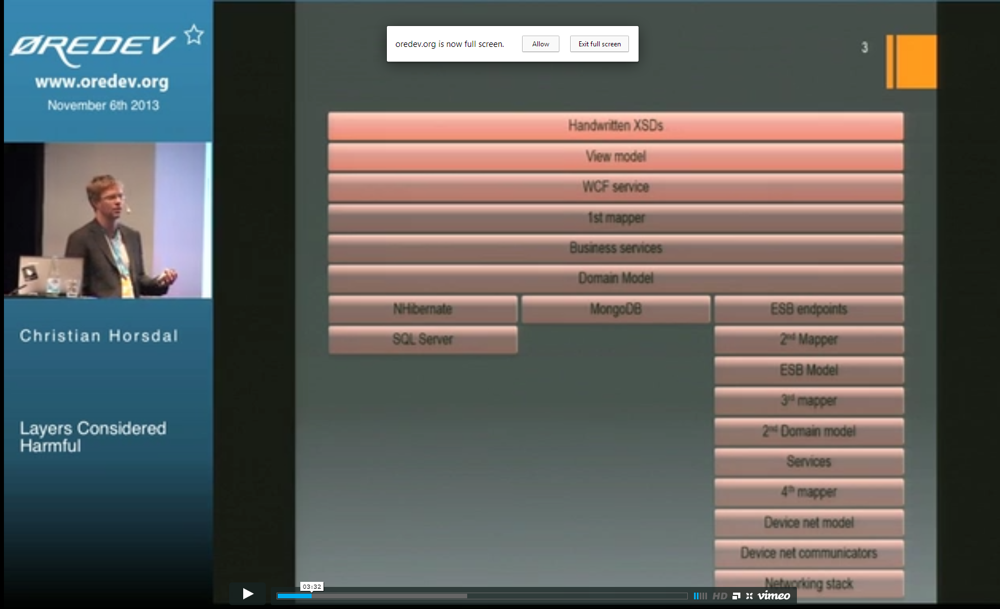 ØREDEV
www.oredev.org
November 6th 2013
Christian Horsdal
Layers Considered
Harmful
oredev.org is now full screen.
Allow
Exit full screen
3
Handwritten XSDs
View model
WCF service
1st mapper
Business services
Domain Model
NHibernate
MongoDB
ESB endpoints
SQL Server
2nd Mapper
ESB Model
3rd mapper
2nd Domain model
Services
4th mapper
Device net model
Device net communicators
Networking stack
03:32
HD
vimeo